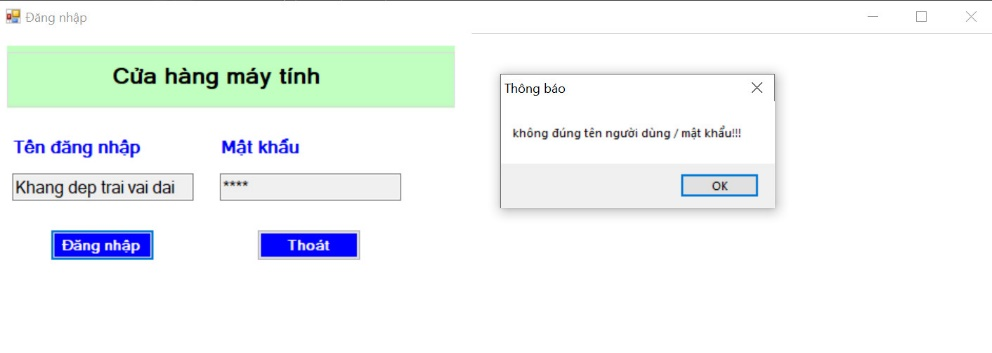 Đăng nhập
Cửa hàng máy tính
Tên đăng nhập
Mật khẩu
Khang dep trai vai dai
****
Đăng nhập
Thoát
Thông báo
không đúng tên người dùng / mật khẩu!!!
OK